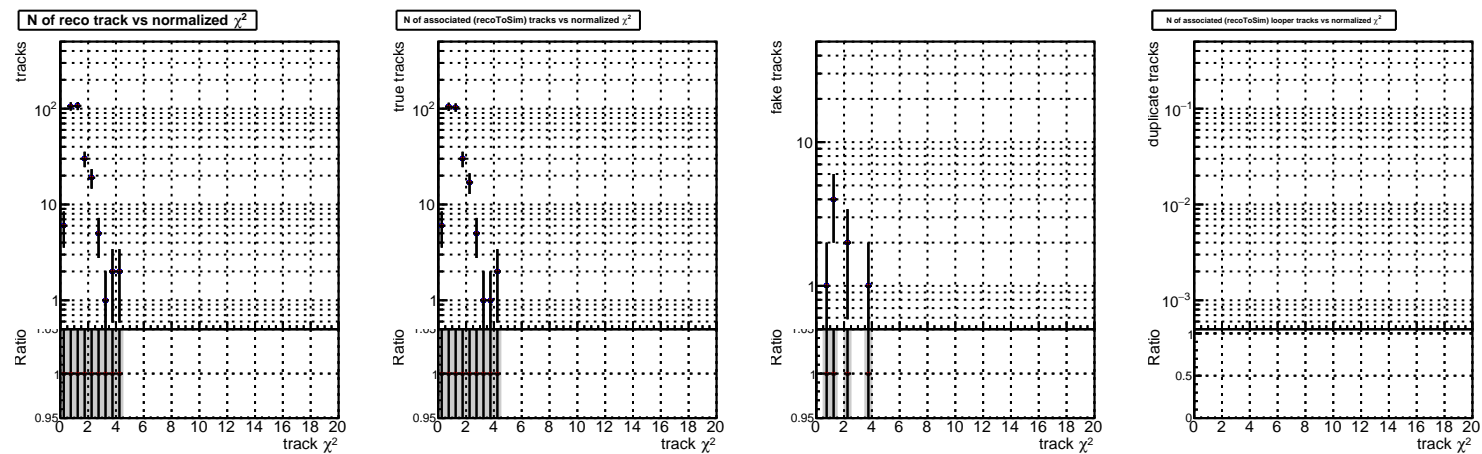 N of reco track vs normalized χ²
tracks
10²
10
1
Ratio
1.05
1
0.95
0 2 4 6 8 10 12 14 16 18 20
track χ²
N of associated (recoToSim) tracks vs normalized χ²
true tracks
10²
10
1
Ratio
1.05
1
0.95
0 2 4 6 8 10 12 14 16 18 20
track χ²
fake tracks
10
1
Ratio
1.05
1
0.95
0 2 4 6 8 10 12 14 16 18 20
track χ²
N of associated (recoToSim) looper tracks vs normalized χ²
duplicate tracks
10⁻¹
10⁻²
10⁻³
Ratio
1
0.5
0
0 2 4 6 8 10 12 14 16 18 20
track χ²